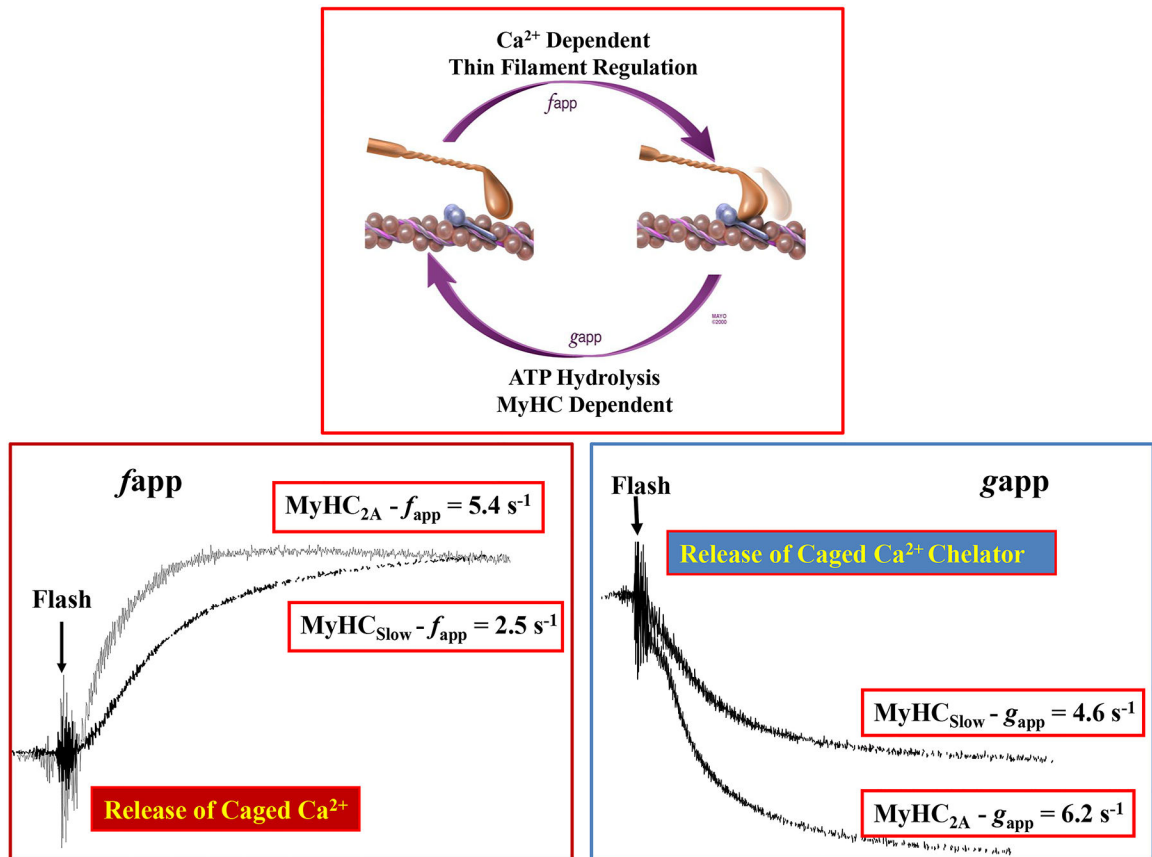 Ca²⁺ Dependent
Thin Filament Regulation
fapp
gapp
MAYO
©2000
ATP Hydrolysis
MyHC Dependent
fapp
MyHC₂A - fapp = 5.4 s⁻¹
Flash
MyHCSlow - fapp = 2.5 s⁻¹
Release of Caged Ca²⁺
gapp
Flash
Release of Caged Ca²⁺ Chelator
MyHCSlow - gapp = 4.6 s⁻¹
MyHC₂A - gapp = 6.2 s⁻¹